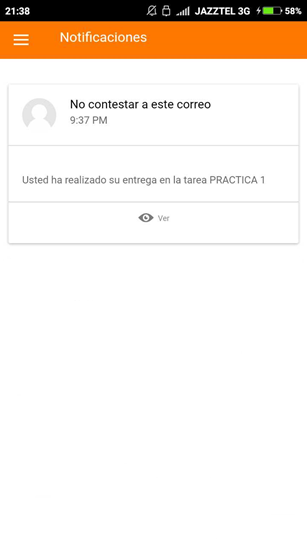 21:38 JAZZTEL 3G 58%
Notificaciones
No contestar a este correo
9:37 PM
Usted ha realizado su entrega en la tarea PRACTICA 1
Ver